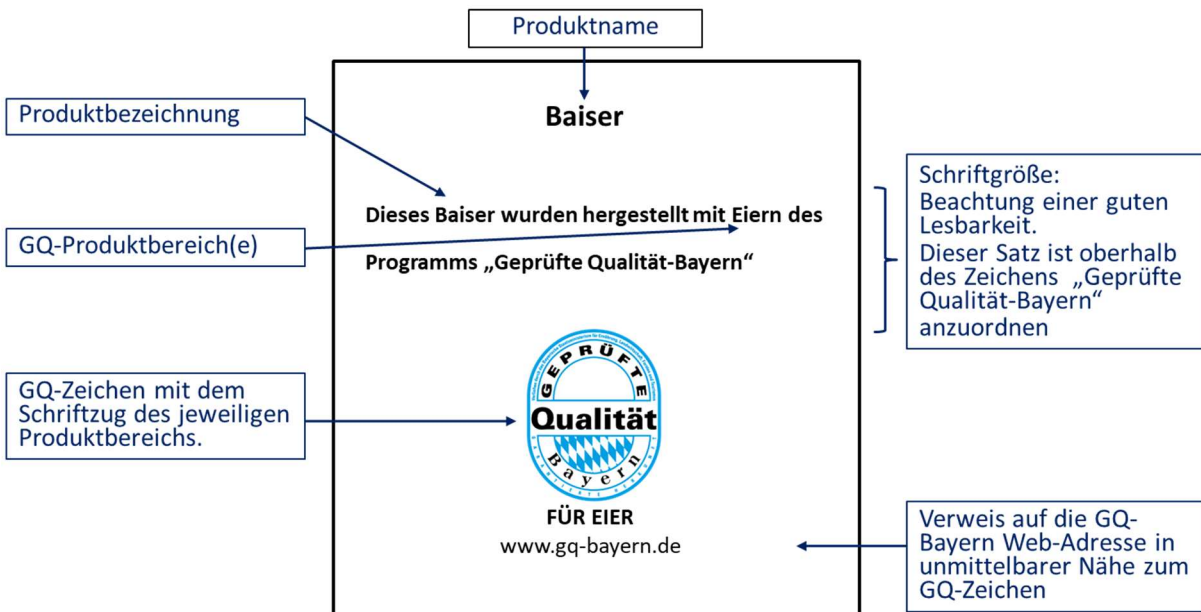 Produktname
Baiser
Produktbezeichnung
Dieses Baiser wurden hergestellt mit Eiern des
Programms „Geprüfte Qualität-Bayern“
GQ-Produktbereich(e)
Schriftgröße:
Beachtung einer guten
Lesbarkeit.
Dieser Satz ist oberhalb
des Zeichens „Geprüfte
Qualität-Bayern“
anzuordnen
GQ-Zeichen mit dem
Schriftzug des jeweiligen
Produktbereichs.
GEPRÜFTE
Qualität
Bayern
FÜR EIER
www.gq-bayern.de
Verweis auf die GQ-
Bayern Web-Adresse in
unmittelbarer Nähe zum
GQ-Zeichen